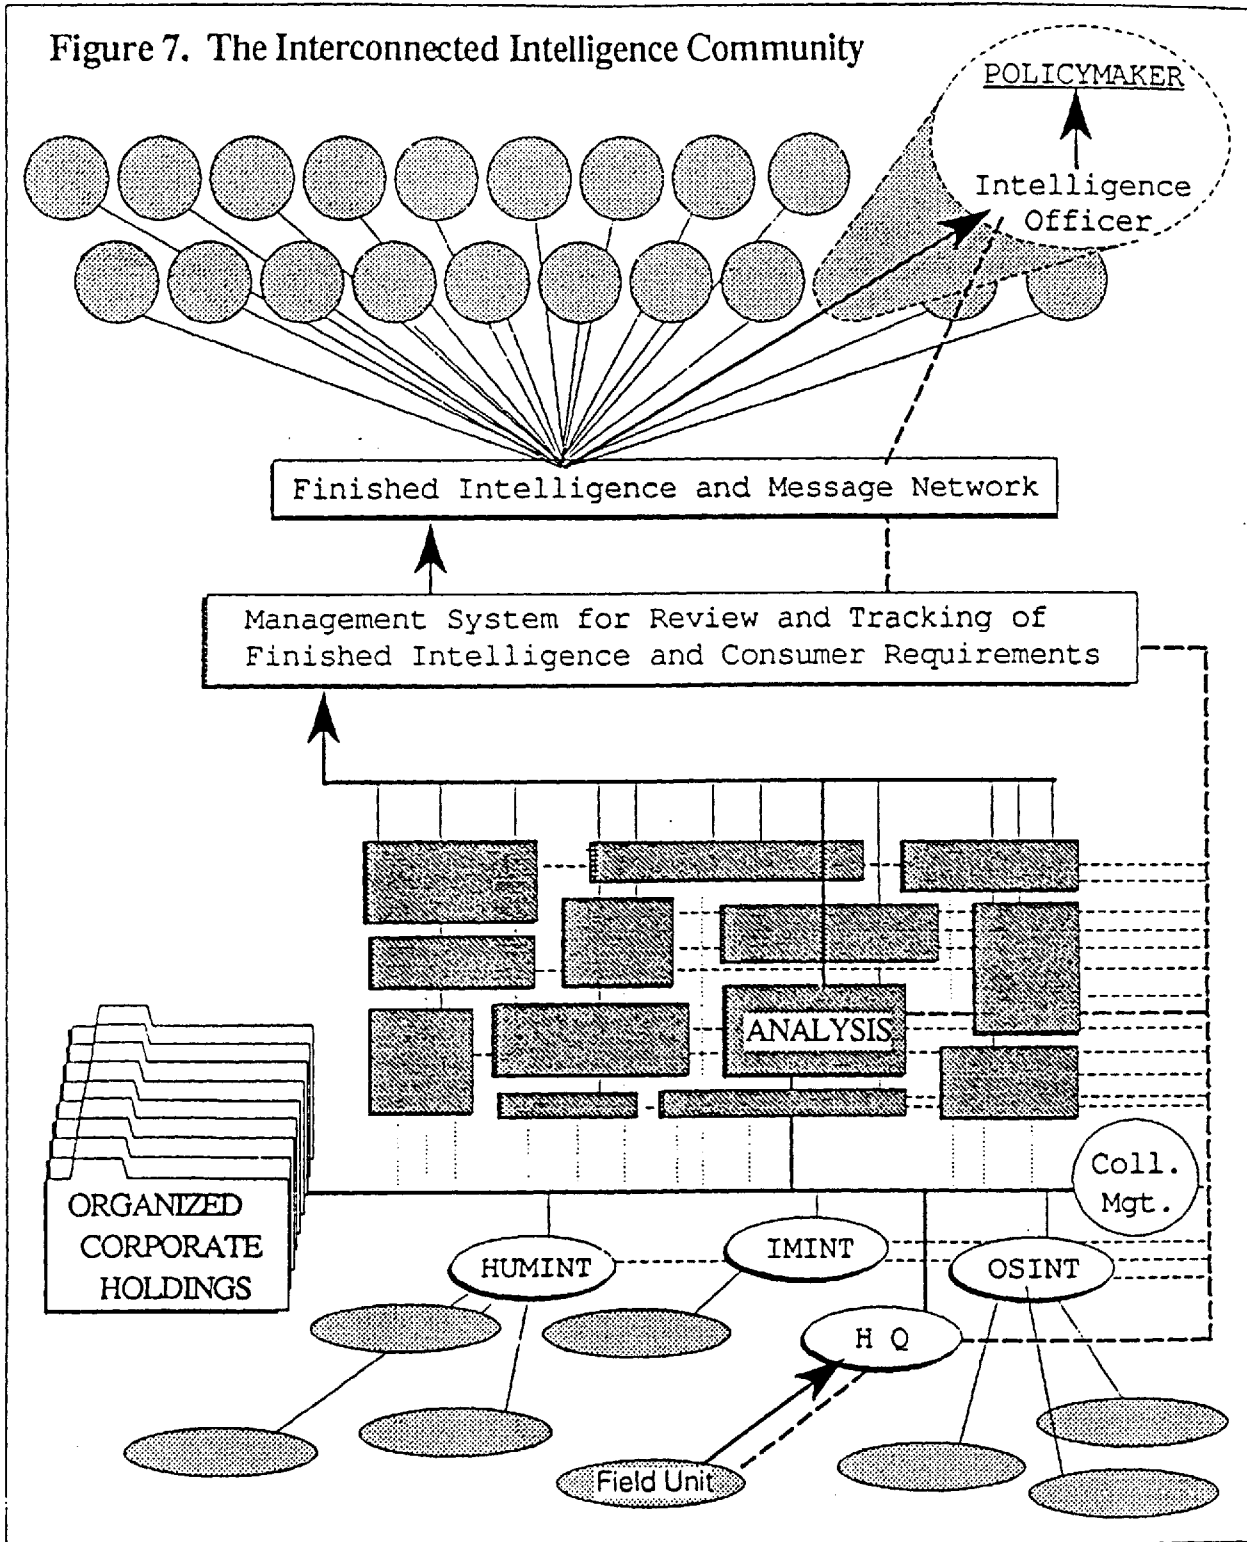 Figure 7. The Interconnected Intelligence Community
POLICYMAKER
Intelligence
Officer
Finished Intelligence and Message Network
Management System for Review and Tracking of
Finished Intelligence and Consumer Requirements
ANALYSIS
Coll.
Mgt.
ORGANIZED
CORPORATE
HOLDINGS
HUMINT
IMINT
OSINT
H Q
Field Unit